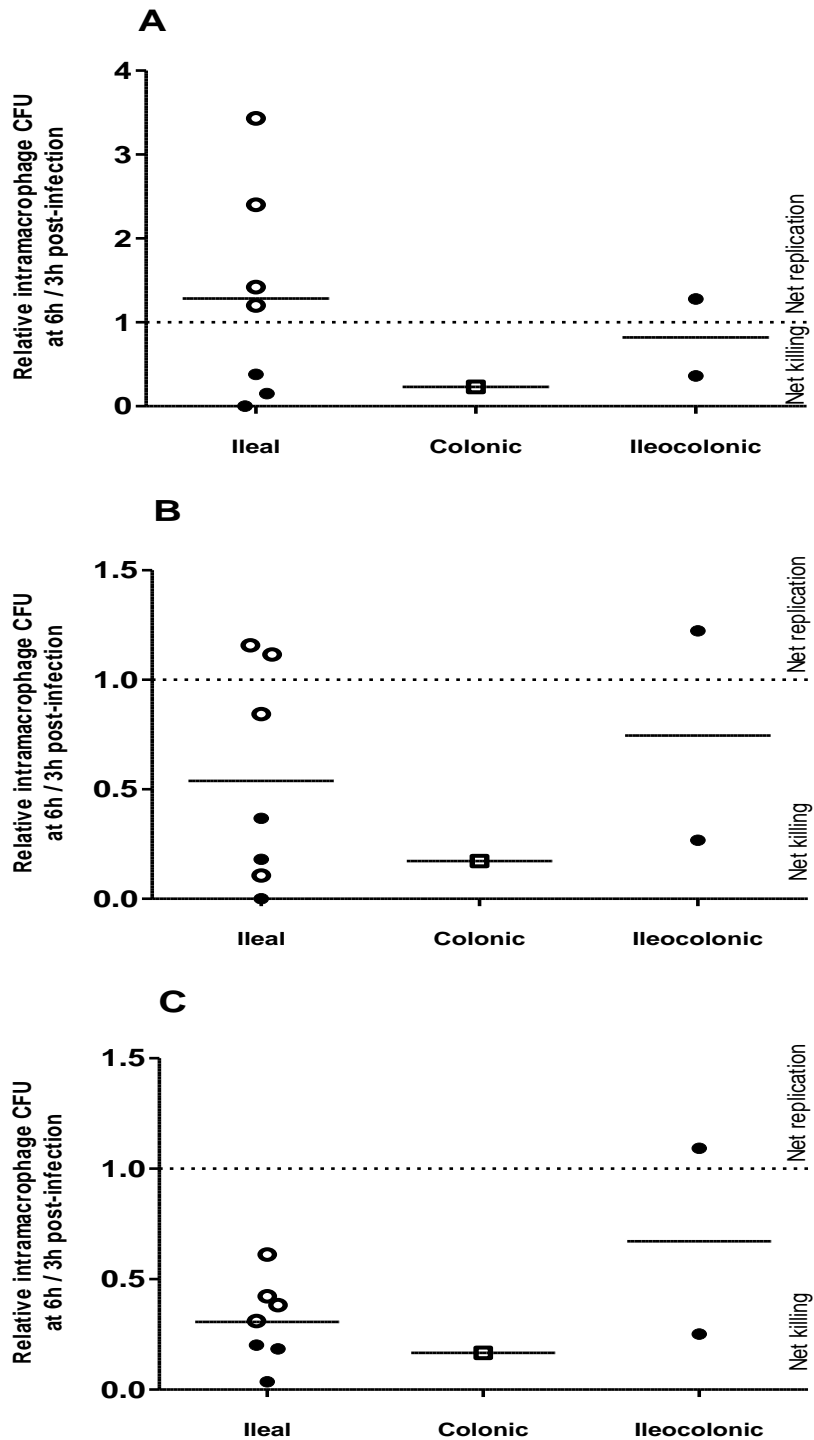 A
Relative intramacrophage CFU
at 6h / 3h post-infection
4
3
2
1
0
Net killing
Net replication
Ileal Colonic Ileocolonic
B
Relative intramacrophage CFU
at 6h / 3h post-infection
1.5
1.0
0.5
0.0
Net replication
Net killing
Ileal Colonic Ileocolonic
C
Relative intramacrophage CFU
at 6h / 3h post-infection
1.5
1.0
0.5
0.0
Net replication
Net killing
Ileal Colonic Ileocolonic